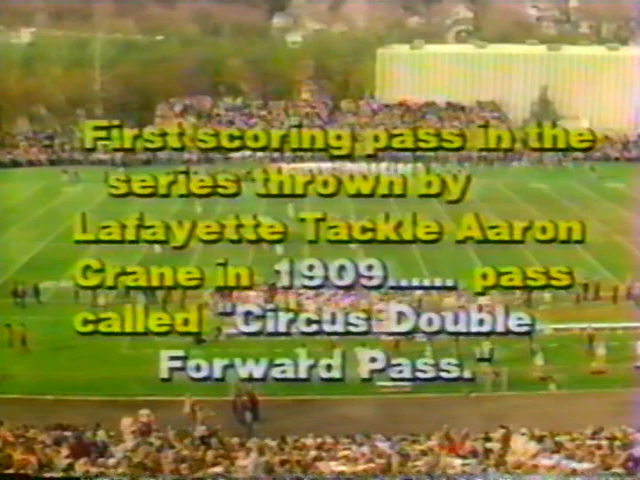 First scoring pass in the
series thrown by
Lafayette Tackle Aaron
Crane in 1909...... pass
called "Circus Double
Forward Pass."